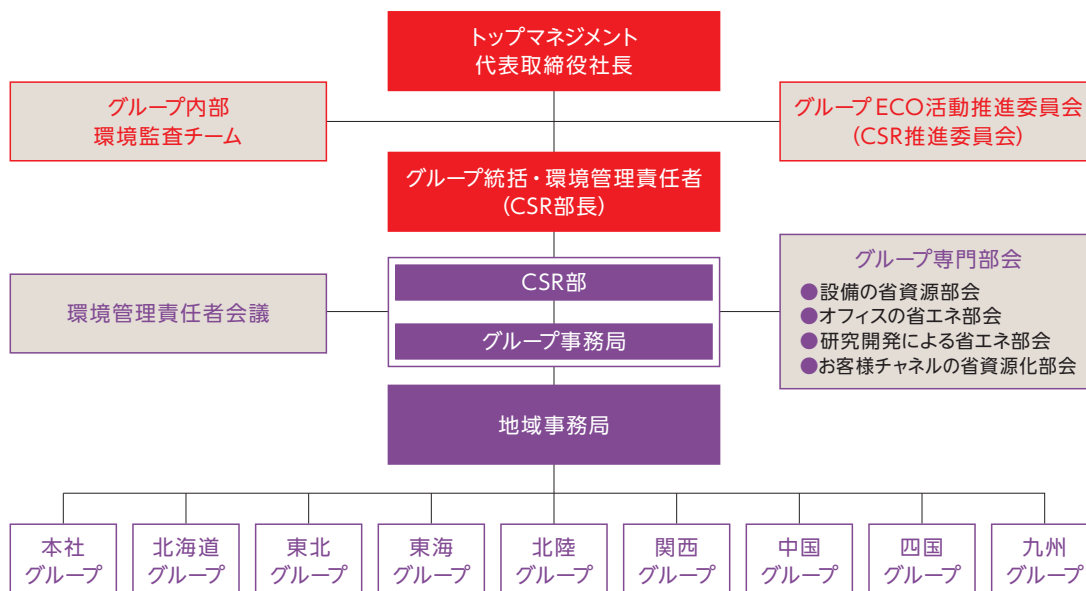 トップマネジメント
代表取締役社長
グループ内部
環境監査チーム
グループECO活動推進委員会
(CSR推進委員会)
グループ統括・環境管理責任者
(CSR部長)
環境管理責任者会議
CSR部
グループ事務局
グループ専門部会
●設備の省資源部会
●オフィスの省エネ部会
●研究開発による省エネ部会
●お客様チャネルの省資源化部会
地域事務局
本社
グループ
北海道
グループ
東北
グループ
東海
グループ
北陸
グループ
関西
グループ
中国
グループ
四国
グループ
九州
グループ